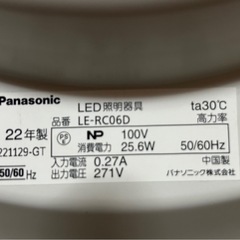 Panasonic LED照明器具 ta30℃
品番 LE-RC06D 高力率
22年製 PS E NP 100V
221129-GT 消費電力 25.6W 50/60Hz
50/60 Hz 入力電流 0.27A 中国製
出力電圧 271V パナソニック株式会社